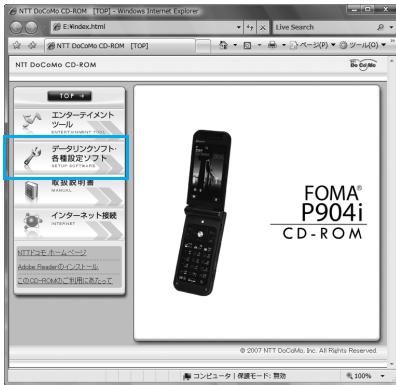 NTT DoCoMo CD-ROM [TOP] - Windows Internet Explorer
E:¥index.html
Live Search
NTT DoCoMo CD-ROM [TOP]
ページ(P)
ツール(O)
NTT DoCoMo CD-ROM
DoCoMo
TOP
エンターテイメント
ツール
ENTERTAINMENT TOOL
データリンクソフト・
各種設定ソフト
SETUP SOFTWARE
取扱説明書
MANUAL
インターネット接続
INTERNET
NTTドコモ ホームページ
Adobe Readerのインストール
このCD-ROMのご利用にあたって
FOMA®
P904i
CD-ROM
© 2007 NTT DoCoMo, Inc. All Rights Reserved.
コンピュータ | 保護モード: 無効
100%